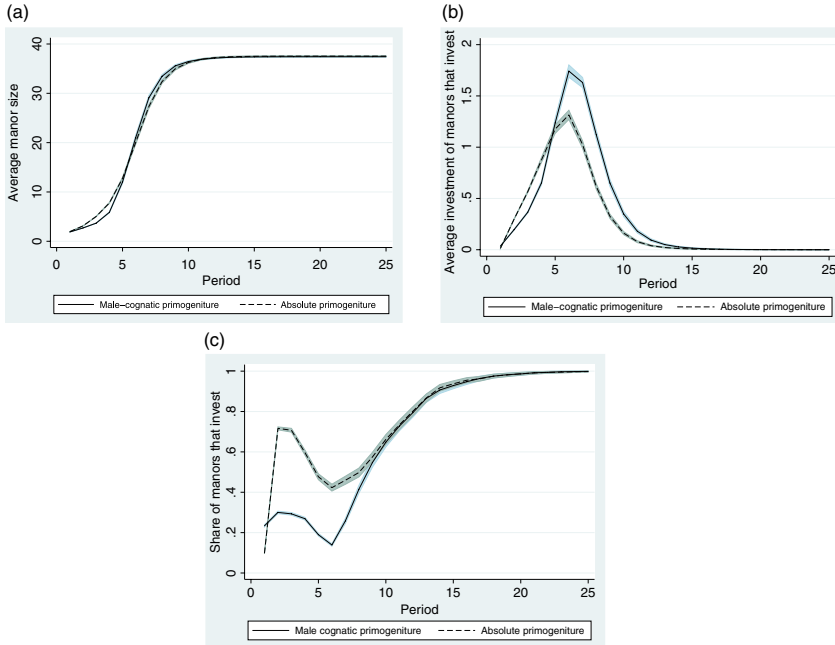 (a)
(b)
Average manor size
0
10
20
30
40
0
5
10
15
20
25
Period
Male–cognatic primogeniture
Absolute primogeniture
Average investment of manors that invest
0
.5
1
1.5
2
0
5
10
15
20
25
Period
Male–cognatic primogeniture
Absolute primogeniture
(c)
Share of manors that invest
0
.2
.4
.6
.8
1
0
5
10
15
20
25
Period
Male cognatic primogeniture
Absolute primogeniture